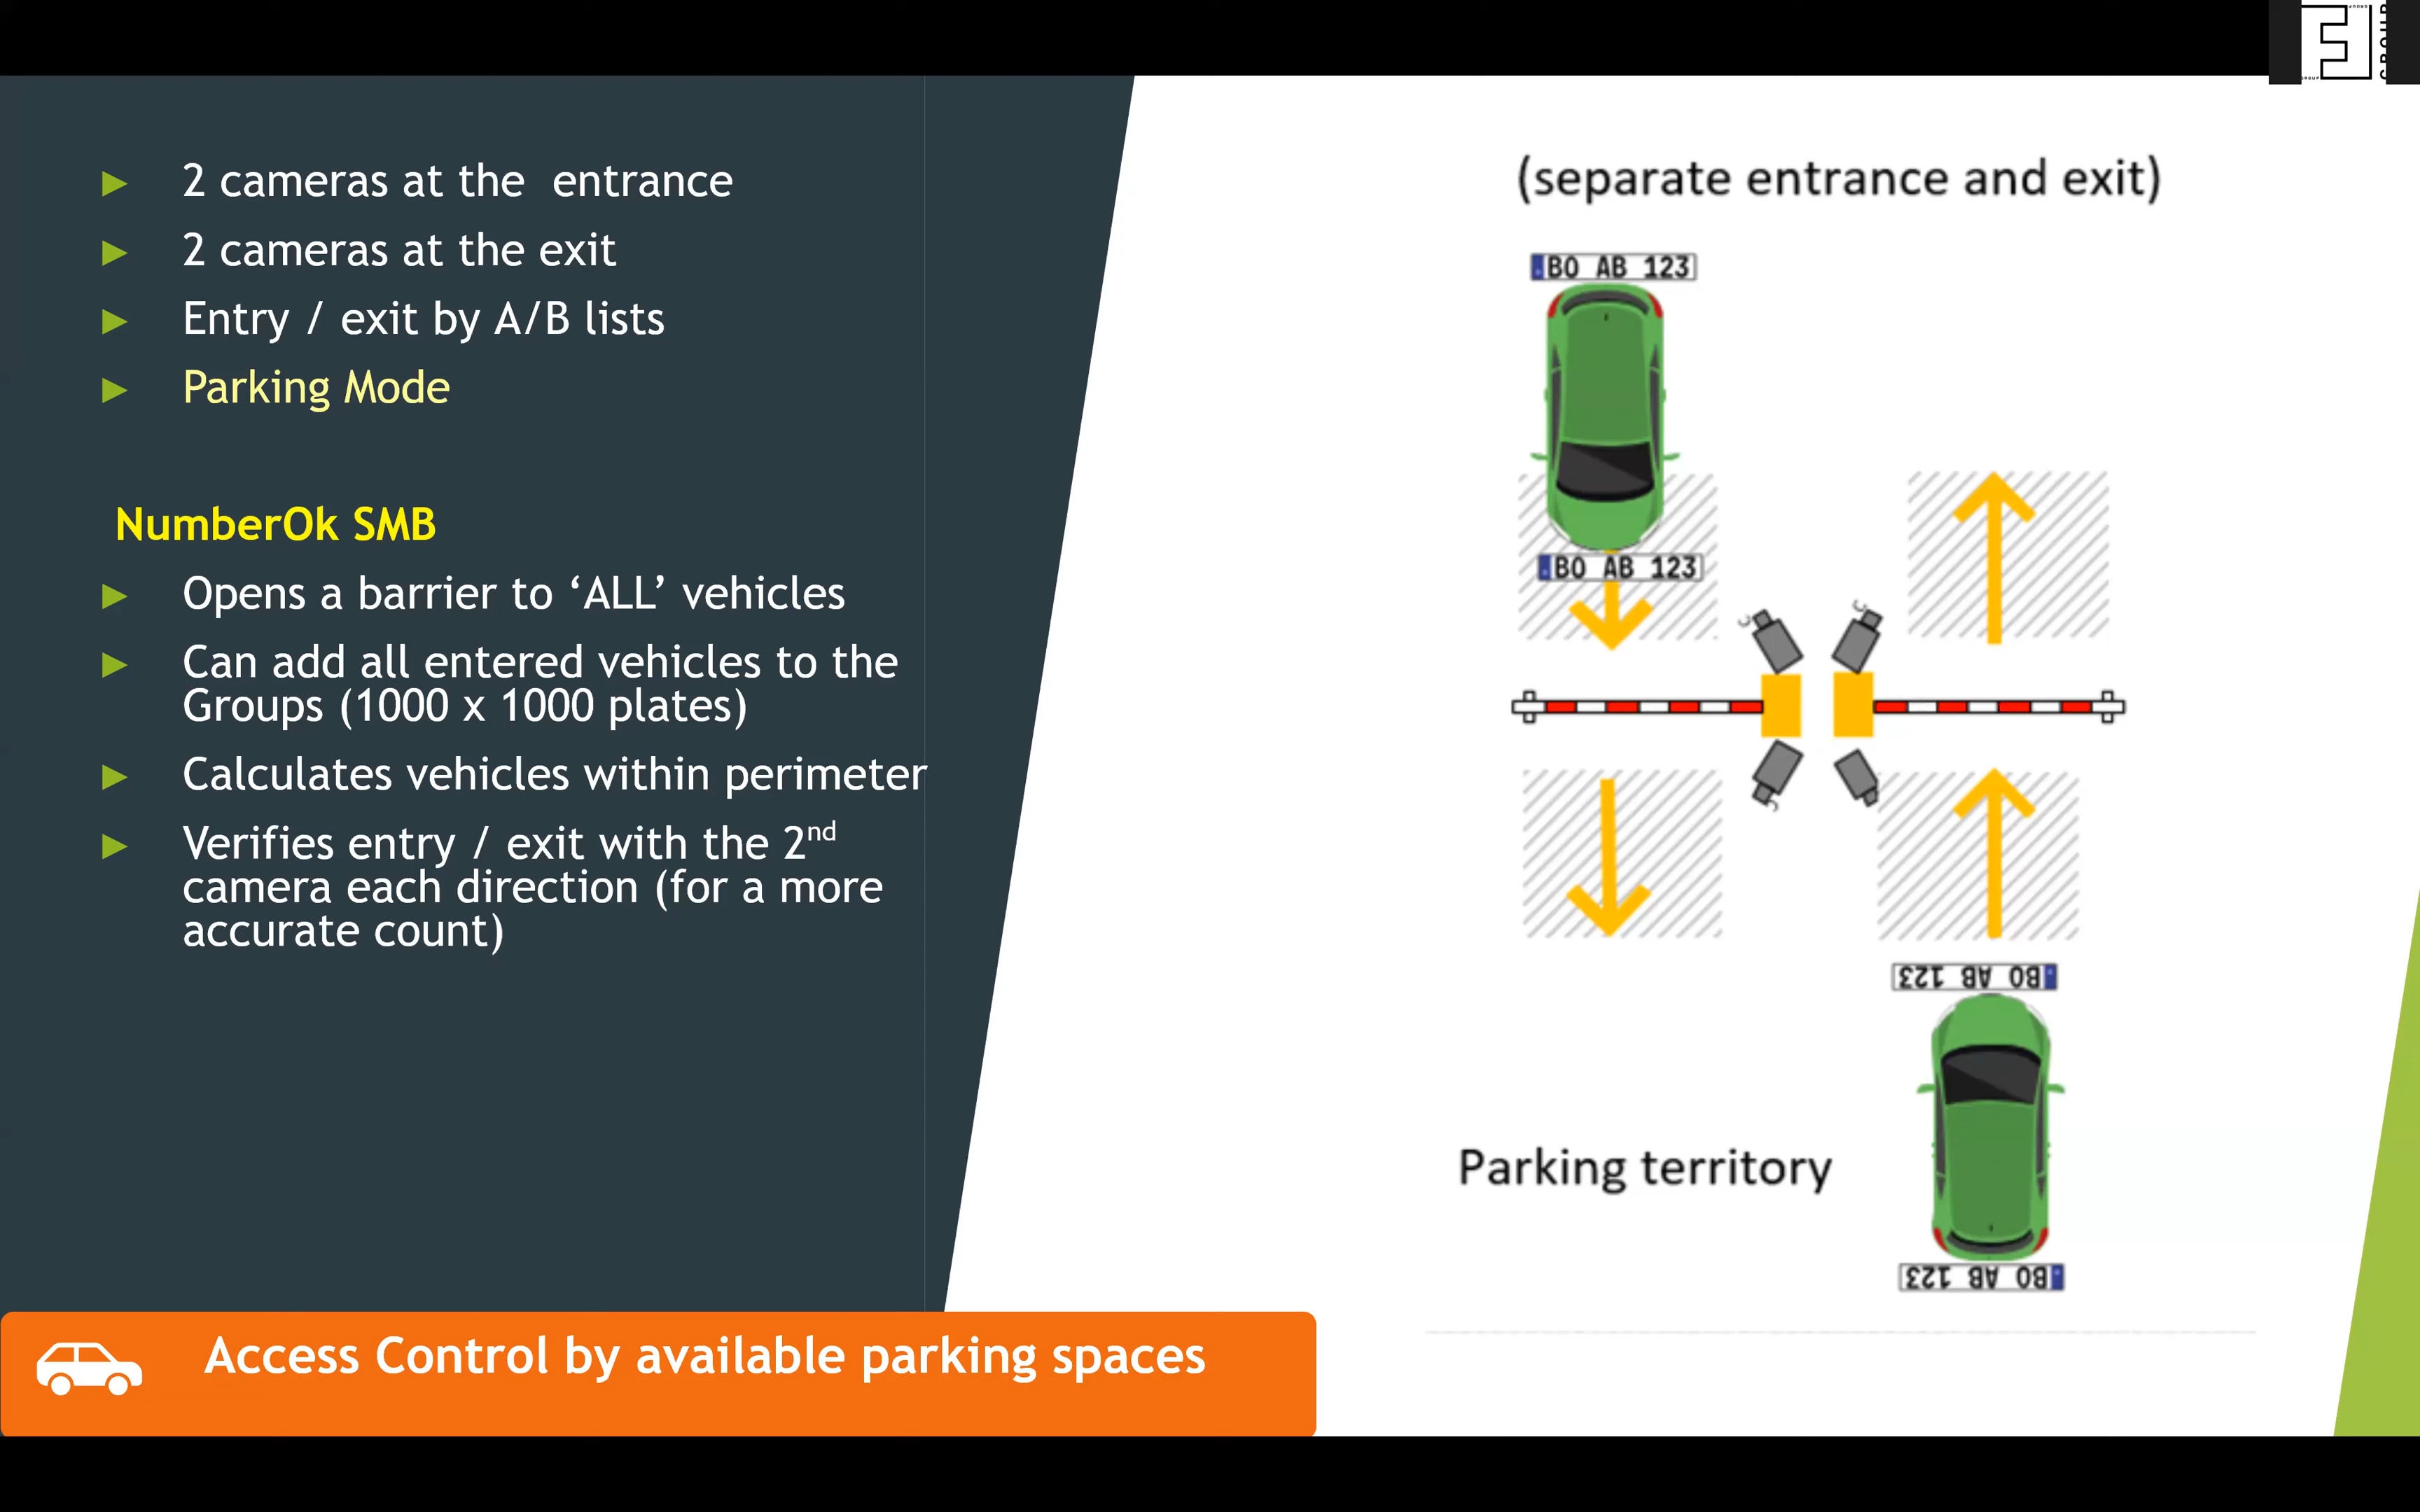 2 cameras at the entrance
2 cameras at the exit
Entry / exit by A/B lists
Parking Mode
NumberOk SMB
Opens a barrier to ‘ALL’ vehicles
Can add all entered vehicles to the
Groups (1000 x 1000 plates)
Calculates vehicles within perimeter
Verifies entry / exit with the 2nd
camera each direction (for a more
accurate count)
Access Control by available parking spaces
(separate entrance and exit)
BO AB 123
BO AB 123
BO AB 123
Parking territory
BO AB 123
GROUP